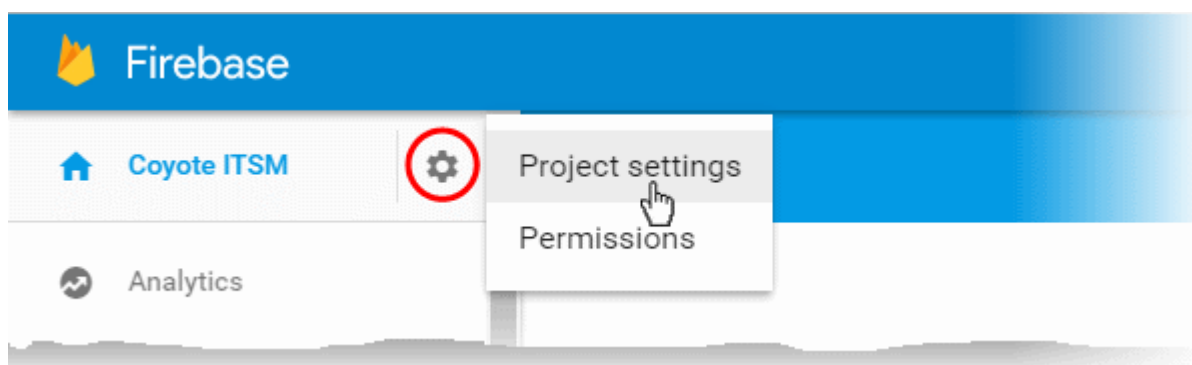 Firebase
Coyote ITSM
Project settings
Permissions
Analytics